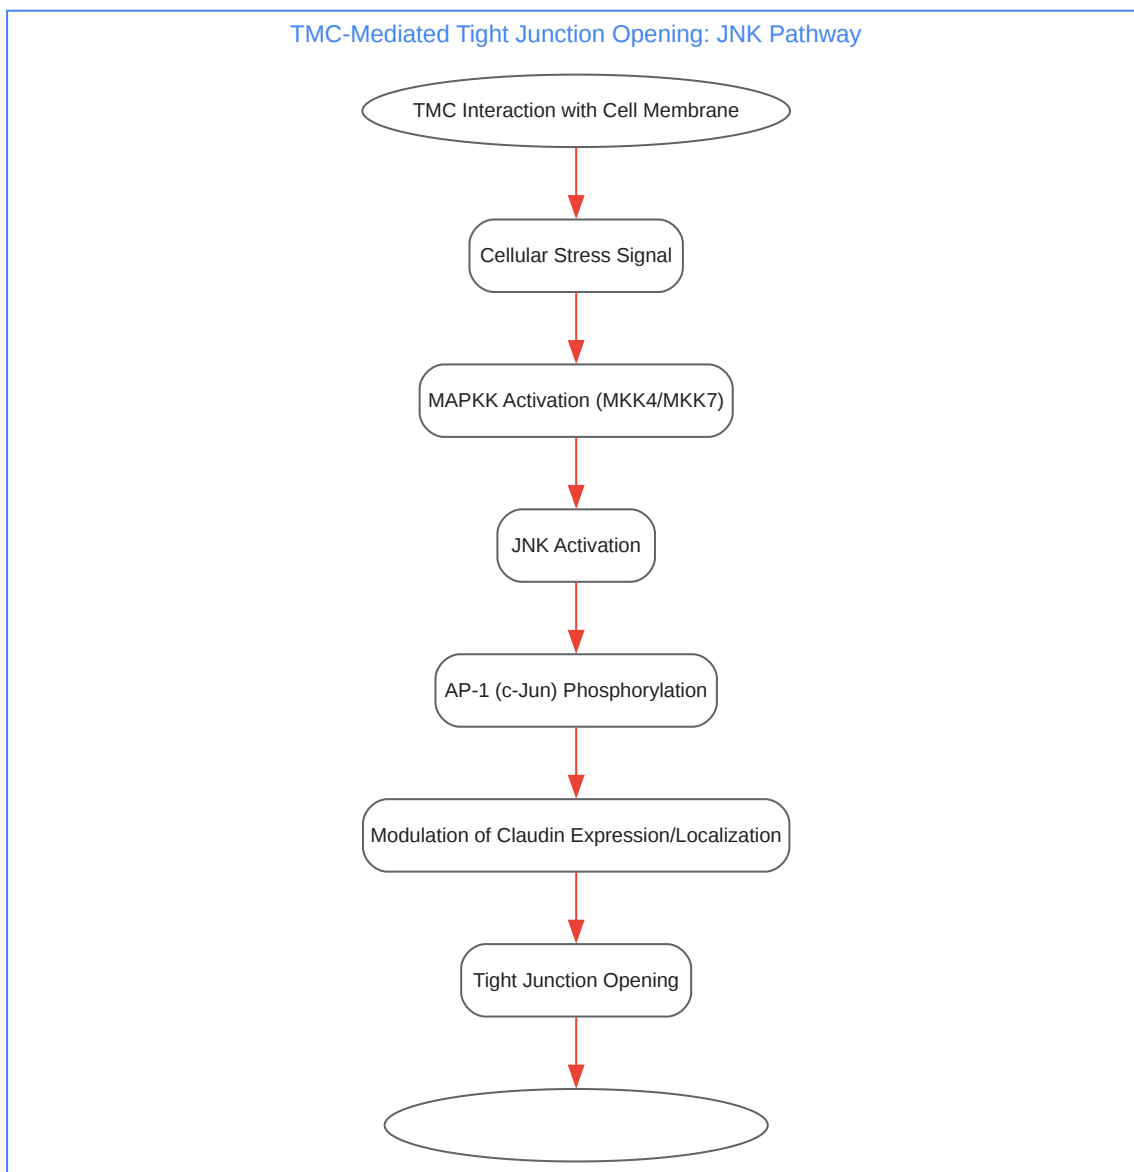 TMC-Mediated Tight Junction Opening: JNK Pathway
TMC Interaction with Cell Membrane
Cellular Stress Signal
MAPKK Activation (MKK4/MKK7)
JNK Activation
AP-1 (c-Jun) Phosphorylation
Modulation of Claudin Expression/Localization
Tight Junction Opening